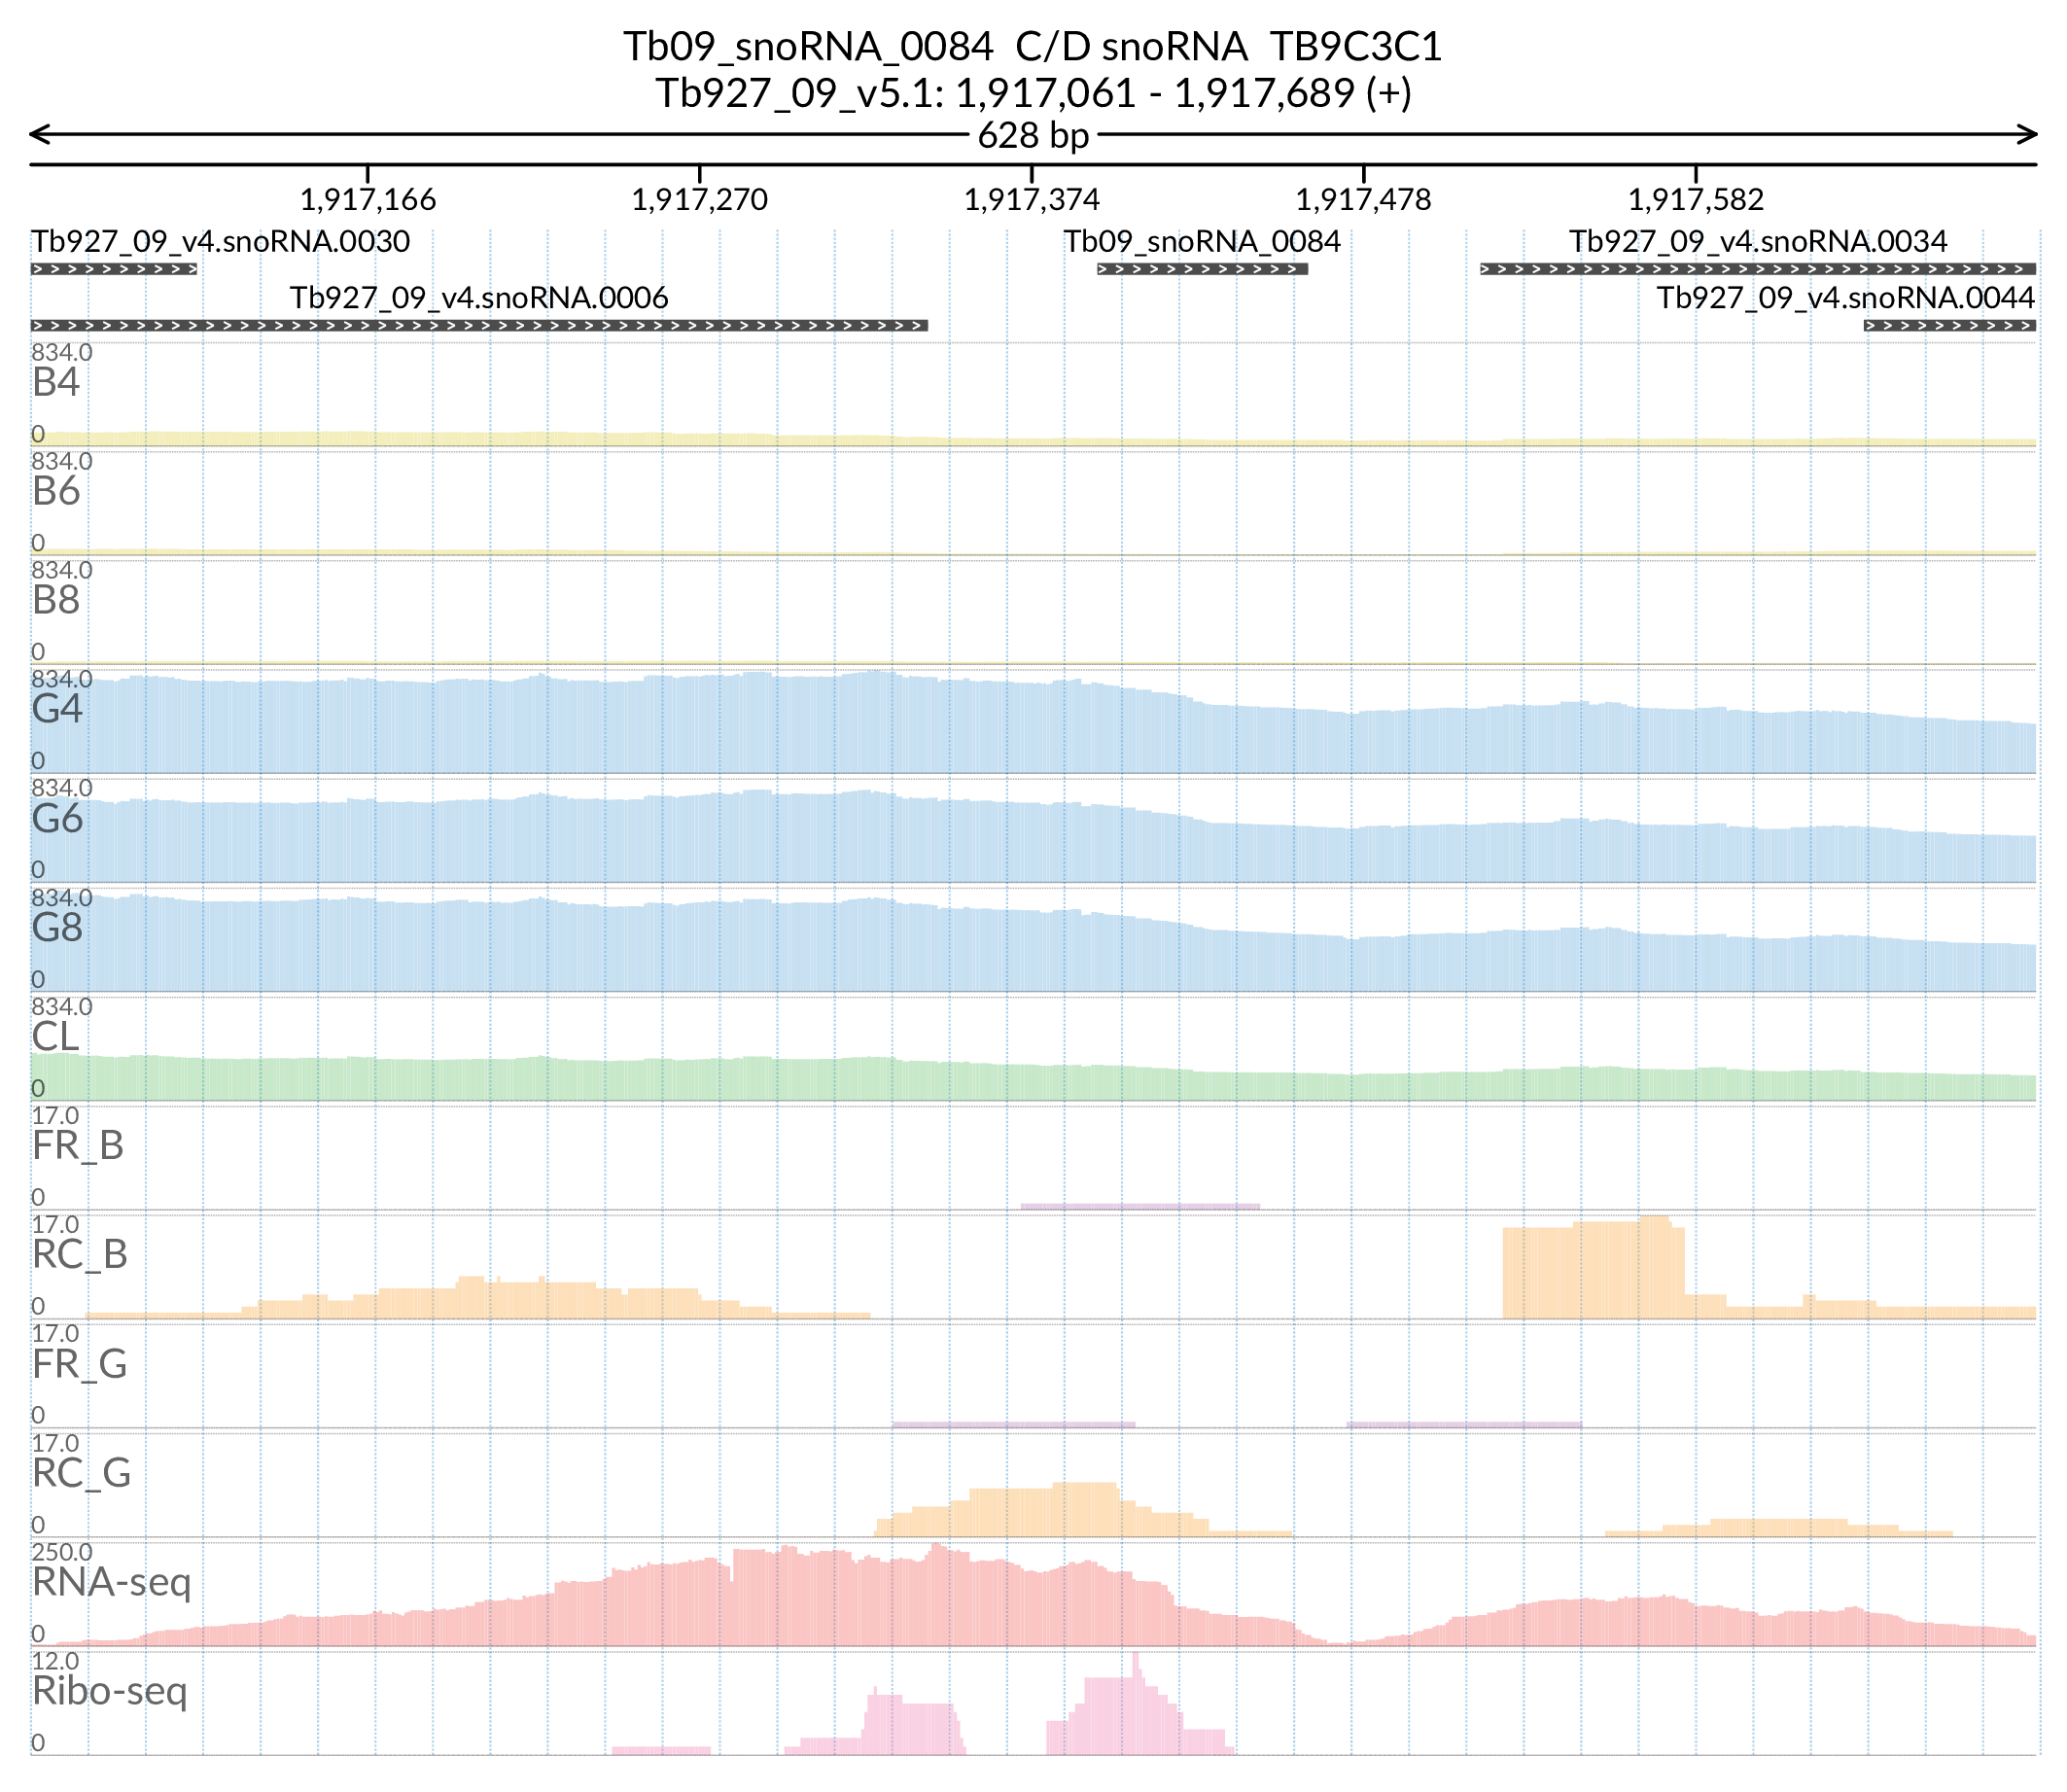 Tb09_snoRNA_0084 C/D snoRNA TB9C3C1
Tb927_09_v5.1: 1,917,061 - 1,917,689 (+)
628 bp
1,917,166 1,917,270 1,917,374 1,917,478 1,917,582
Tb927_09_v4.snoRNA.0030 Tb09_snoRNA_0084 Tb927_09_v4.snoRNA.0034
Tb927_09_v4.snoRNA.0006 Tb927_09_v4.snoRNA.0044
834.0
B4
0
834.0
B6
0
834.0
B8
0
834.0
G4
0
834.0
G6
0
834.0
G8
0
834.0
CL
0
17.0
FR_B
0
17.0
RC_B
0
17.0
FR_G
0
17.0
RC_G
0
250.0
RNA-seq
0
12.0
Ribo-seq
0